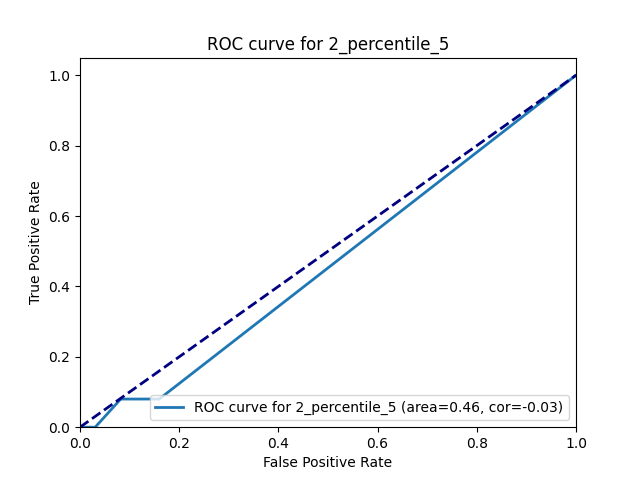 ROC curve for 2_percentile_5
1.0
0.8
0.6
0.4
0.2
0.0
True Positive Rate
ROC curve for 2_percentile_5 (area=0.46, cor=-0.03)
0.0 0.2 0.4 0.6 0.8 1.0
False Positive Rate